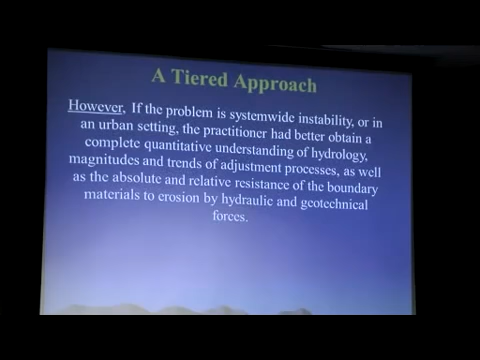 A Tiered Approach
However, If the problem is systemwide instability, or in
an urban setting, the practitioner had better obtain a
complete quantitative understanding of hydrology,
magnitudes and trends of adjustment processes, as well
as the absolute and relative resistance of the boundary
materials to erosion by hydraulic and geotechnical
forces.